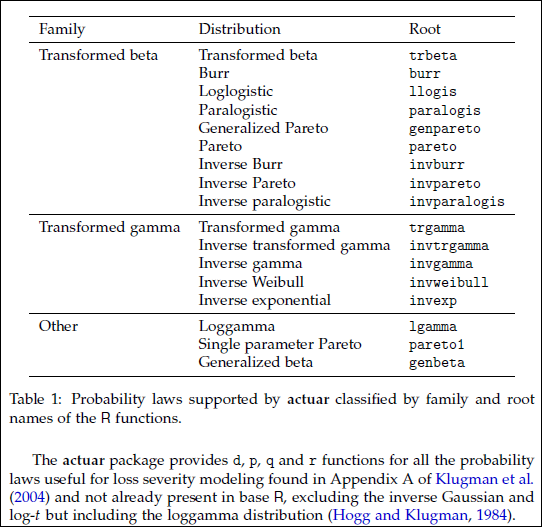 Family Distribution Root
Transformed beta Transformed beta trbeta
Burr burr
Loglogistic llogis
Paralogistic paralogis
Generalized Pareto genpareto
Pareto pareto
Inverse Burr invburr
Inverse Pareto invpareto
Inverse paralogistic invparalogis
Transformed gamma Transformed gamma trgamma
Inverse transformed gamma invtrgamma
Inverse gamma invgamma
Inverse Weibull invweibull
Inverse exponential invexp
Other Loggamma lgamma
Single parameter Pareto pareto1
Generalized beta genbeta
Table 1: Probability laws supported by actuar classified by family and root
names of the R functions.
The actuar package provides d, p, q and r functions for all the probability
laws useful for loss severity modeling found in Appendix A of Klugman et al.
(2004) and not already present in base R, excluding the inverse Gaussian and
log-t but including the loggamma distribution (Hogg and Klugman, 1984).